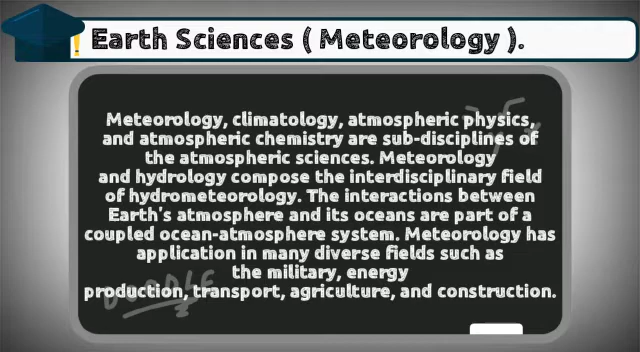 Earth Sciences ( Meteorology ).
Meteorology, climatology, atmospheric physics,
and atmospheric chemistry are sub-disciplines of
the atmospheric sciences. Meteorology
and hydrology compose the interdisciplinary field
of hydrometeorology. The interactions between
Earth's atmosphere and its oceans are part of a
coupled ocean-atmosphere system. Meteorology has
application in many diverse fields such as
the military, energy
production, transport, agriculture, and construction.
DOODLE